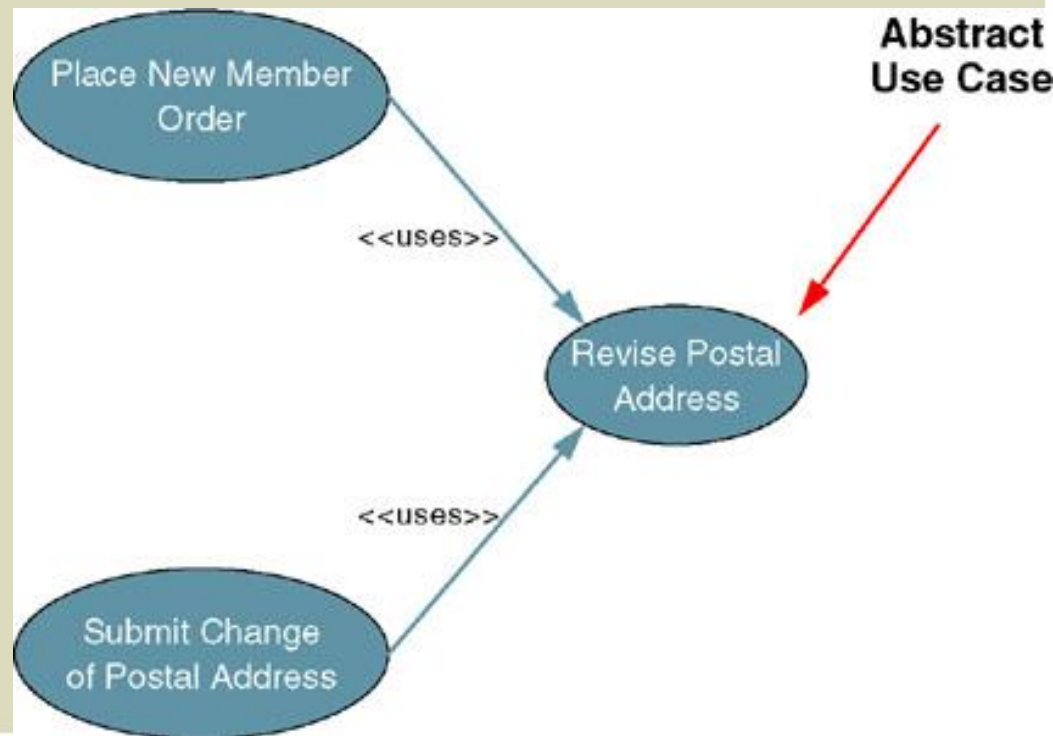 Place New Member
Order
Abstract
Use Case
<<uses>>
Revise Postal
Address
<<uses>>
Submit Change
of Postal Address